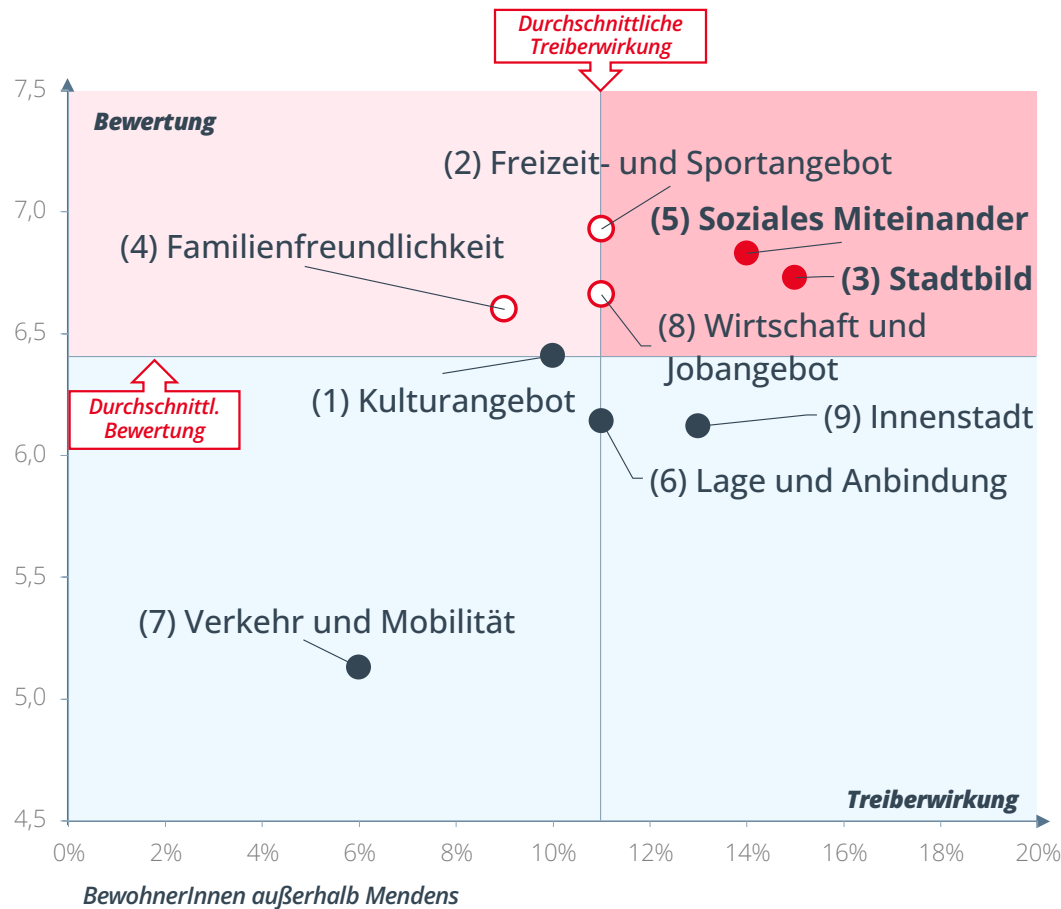 Durchschnittliche
Treiberwirkung
7,5
Bewertung
(2) Freizeit- und Sportangebot
7,0
(5) Soziales Miteinander
(4) Familienfreundlichkeit
(3) Stadtbild
6,5
(8) Wirtschaft und
Jobangebot
(1) Kulturangebot
Durchschnittl.
Bewertung
(9) Innenstadt
6,0
(6) Lage und Anbindung
5,5
(7) Verkehr und Mobilität
5,0
Treiberwirkung
4,5
0% 2% 4% 6% 8% 10% 12% 14% 16% 18% 20%
BewohnerInnen außerhalb Mendens